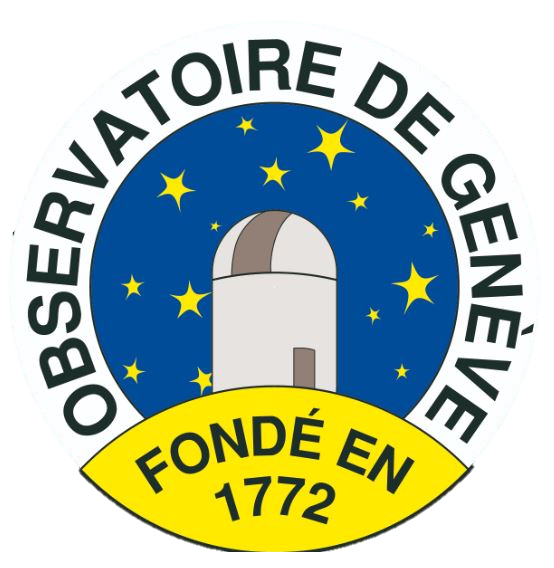 OBSERVATOIRE DE GENÈVE
FONDÉ EN
1772